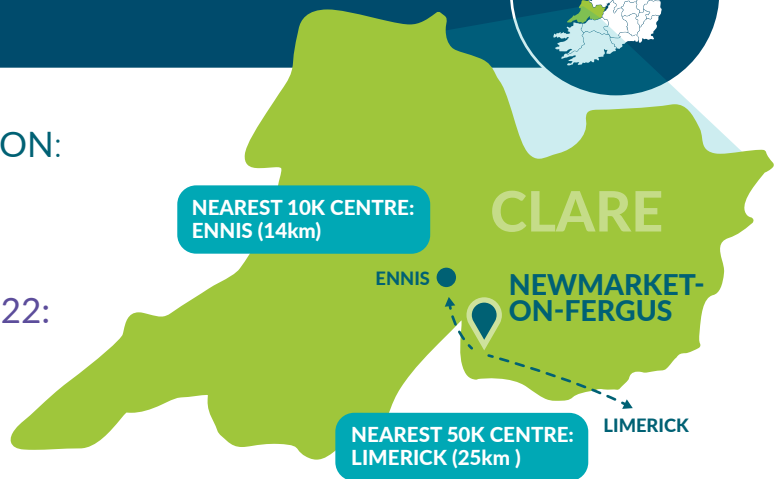 ON:
22:
NEAREST 10K CENTRE:
ENNIS (14km)
CLARE
ENNIS
NEWMARKET-
ON-FERGUS
LIMERICK
NEAREST 50K CENTRE:
LIMERICK (25km )